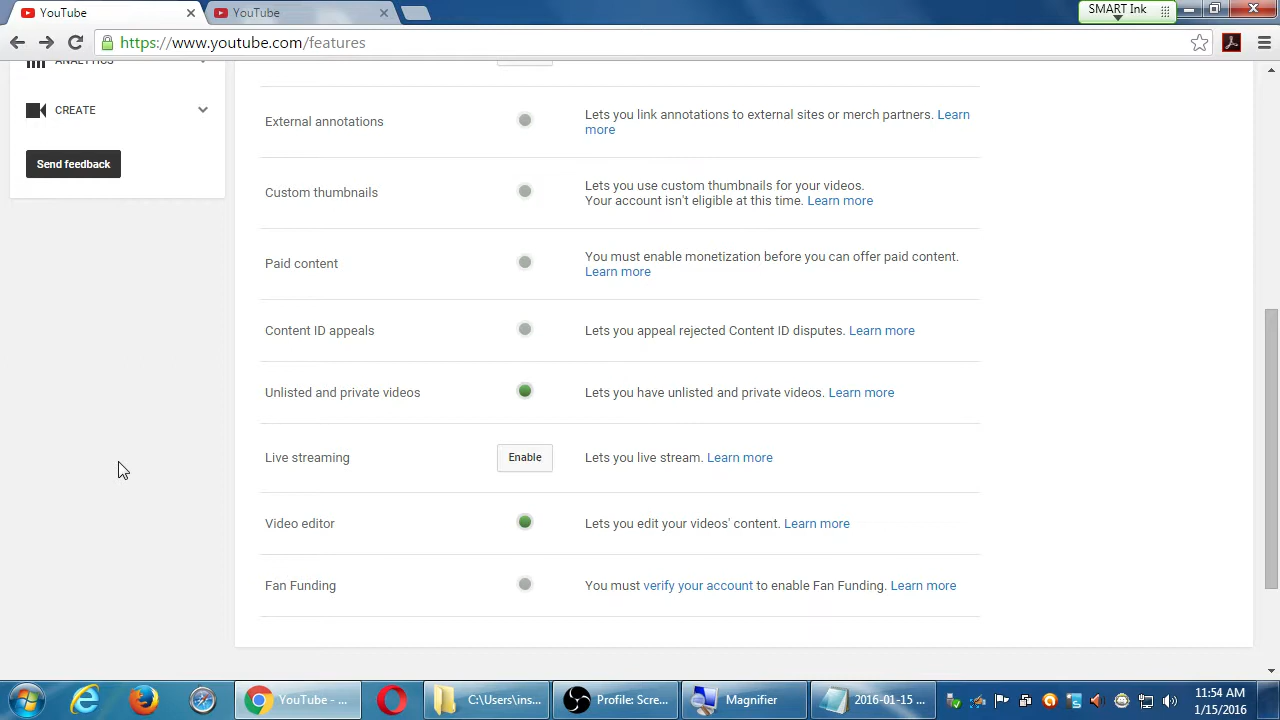 YouTube
YouTube
SMART Ink
https://www.youtube.com/features
ANALYTICS
CREATE
Send feedback
External annotations
Lets you link annotations to external sites or merch partners. Learn
more
Custom thumbnails
Lets you use custom thumbnails for your videos.
Your account isn't eligible at this time. Learn more
Paid content
You must enable monetization before you can offer paid content.
Learn more
Content ID appeals
Lets you appeal rejected Content ID disputes. Learn more
Unlisted and private videos
Lets you have unlisted and private videos. Learn more
Live streaming
Enable
Lets you live stream. Learn more
Video editor
Lets you edit your videos' content. Learn more
Fan Funding
You must verify your account to enable Fan Funding. Learn more
YouTube - ...
C:\Users\ins...
Profile: Scre...
Magnifier
2016-01-15 ...
11:54 AM
1/15/2016